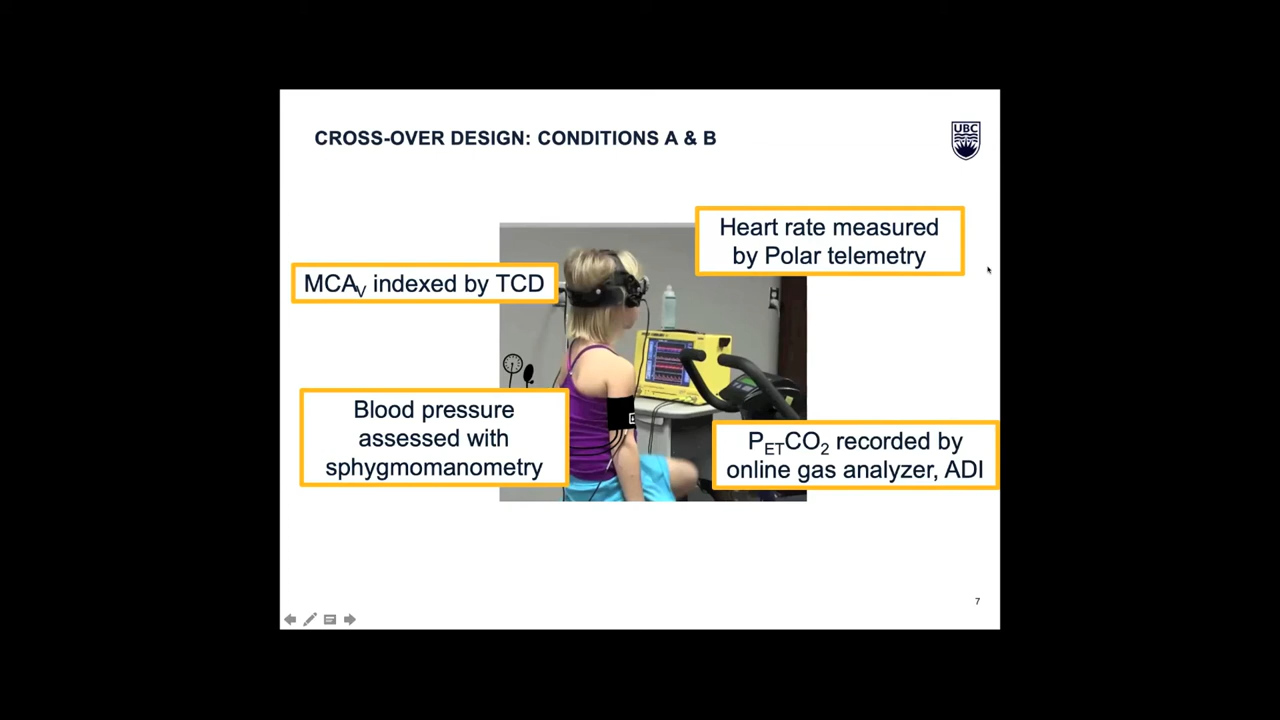 CROSS-OVER DESIGN: CONDITIONS A & B
UBC
Heart rate measured
by Polar telemetry
MCAV indexed by TCD
Blood pressure
assessed with
sphygmomanometry
PETCO2 recorded by
online gas analyzer, ADI
7